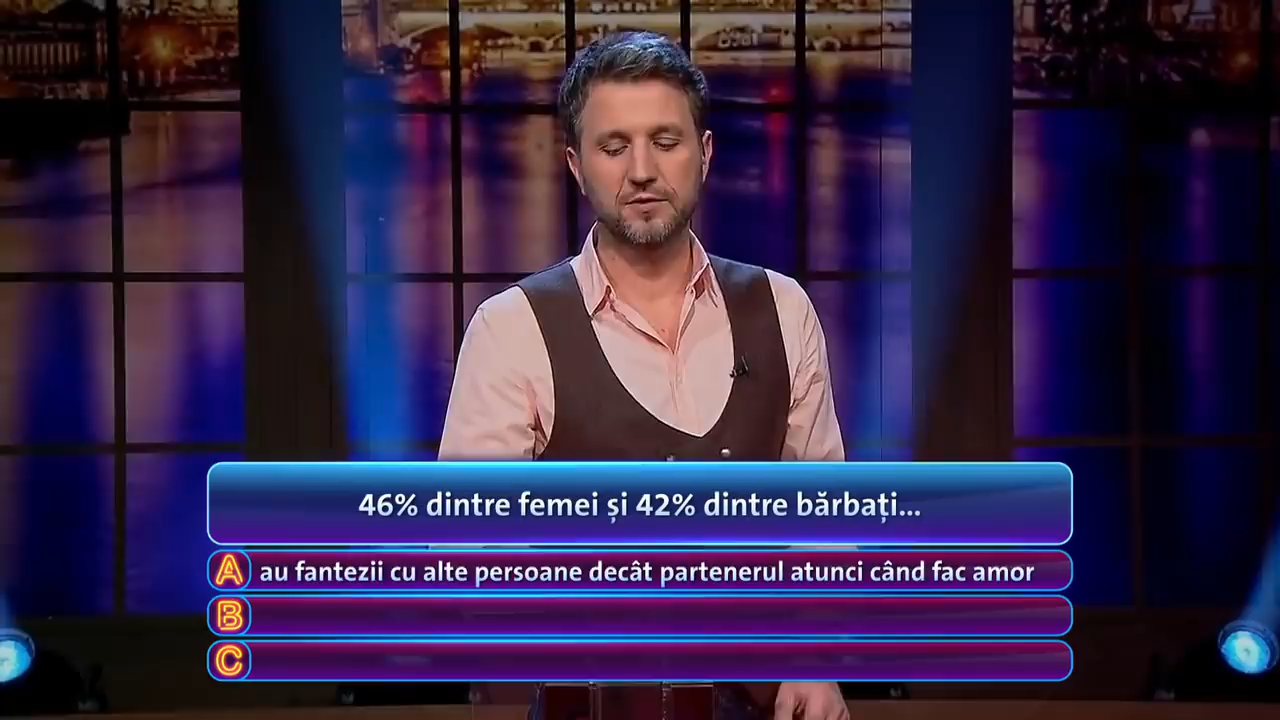 46% dintre femei și 42% dintre bărbați...
A au fantezii cu alte persoane decât partenerul atunci când fac amor
B
C